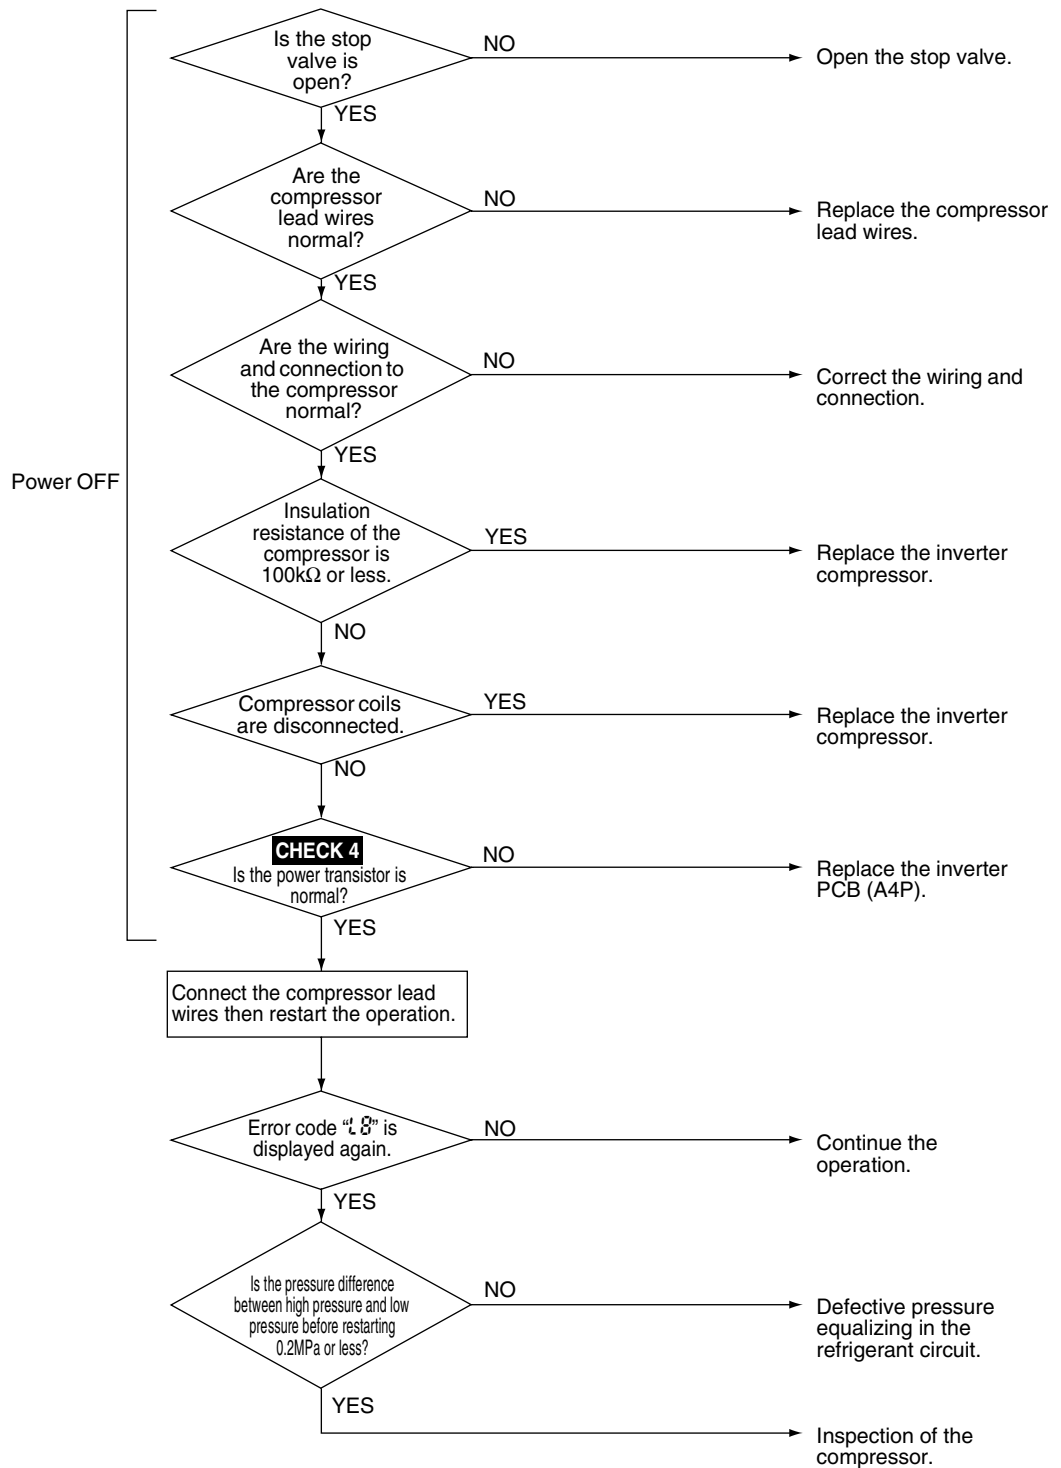 Is the stop
valve is
open?
NO
Open the stop valve.
YES
Are the
compressor
lead wires
normal?
NO
Replace the compressor
lead wires.
YES
Are the wiring
and connection to
the compressor
normal?
NO
Correct the wiring and
connection.
YES
Power OFF
Insulation
resistance of the
compressor is
100kΩ or less.
YES
Replace the inverter
compressor.
NO
Compressor coils
are disconnected.
YES
Replace the inverter
compressor.
NO
CHECK 4
Is the power transistor is
normal?
NO
Replace the inverter
PCB (A4P).
YES
Connect the compressor lead
wires then restart the operation.
Error code “L8” is
displayed again.
NO
Continue the
operation.
YES
Is the pressure difference
between high pressure and low
pressure before restarting
0.2MPa or less?
NO
Defective pressure
equalizing in the
refrigerant circuit.
YES
Inspection of the
compressor.